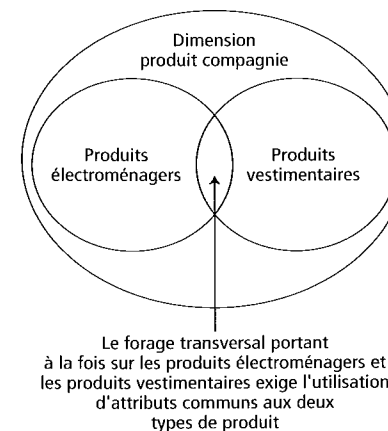 Dimension
produit compagnie
Produits
électroménagers
Produits
vestimentaires
Le forage transversal portant
à la fois sur les produits électroménagers et
les produits vestimentaires exige l'utilisation
d'attributs communs aux deux
types de produit